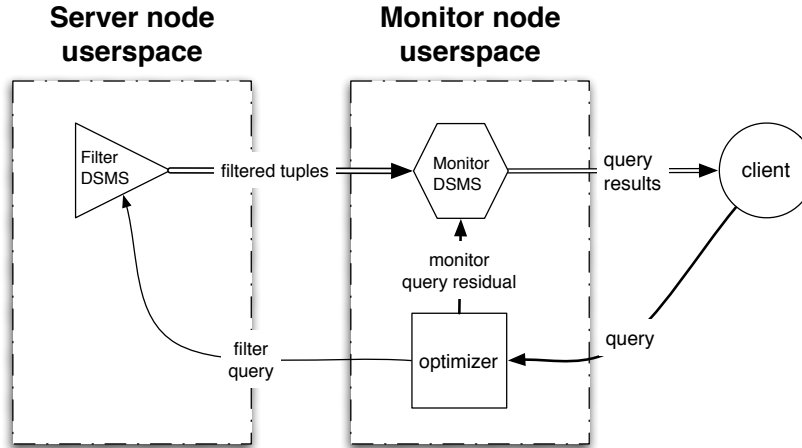 Server node
userspace
Monitor node
userspace
Filter
DSMS
filtered tuples
Monitor
DSMS
query
results
client
monitor
query residual
filter
query
optimizer
query